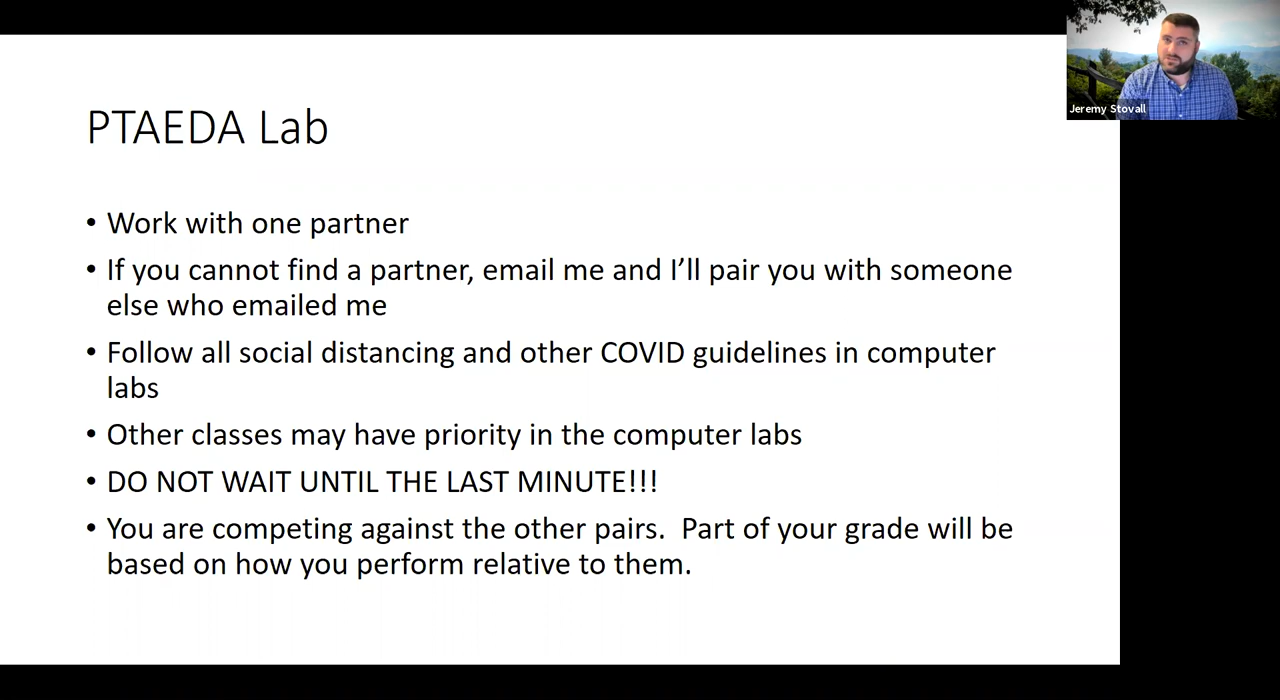 Jeremy Stovall
PTAEDA Lab
• Work with one partner
• If you cannot find a partner, email me and I’ll pair you with someone
else who emailed me
• Follow all social distancing and other COVID guidelines in computer
labs
• Other classes may have priority in the computer labs
• DO NOT WAIT UNTIL THE LAST MINUTE!!!
• You are competing against the other pairs.  Part of your grade will be
based on how you perform relative to them.